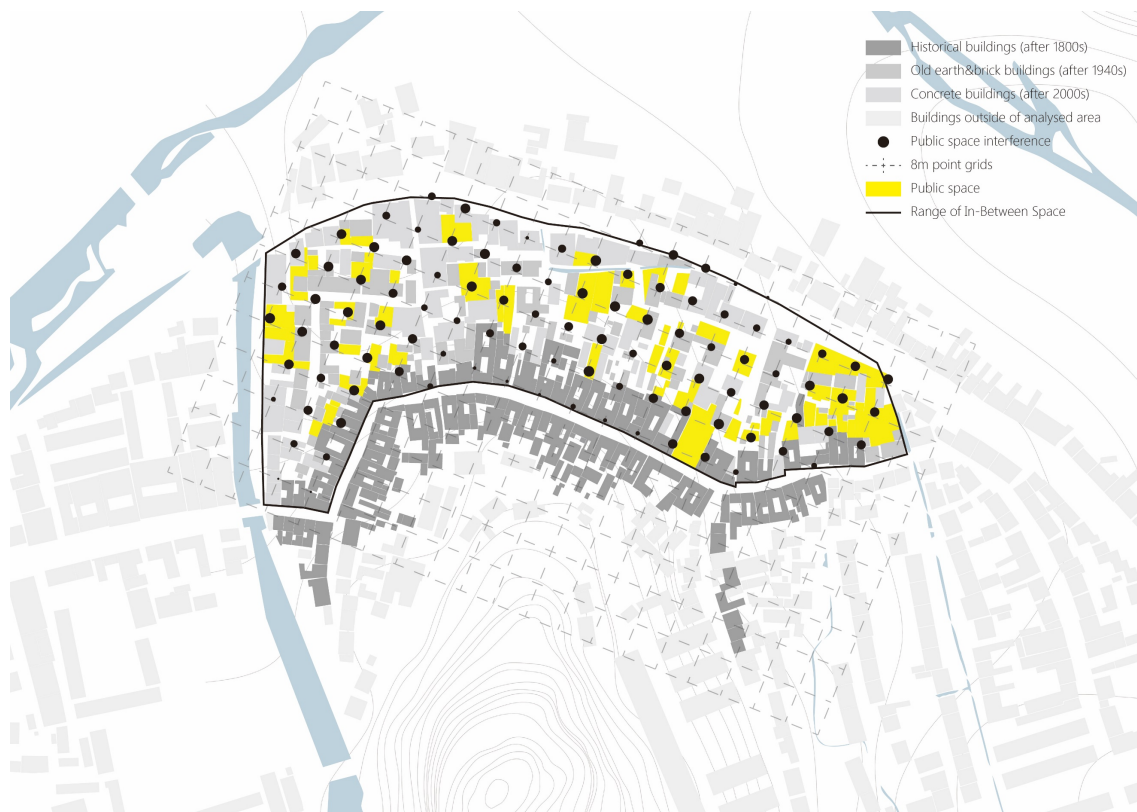 Historical buildings (after 1800s)
Old earth&brick buildings (after 1940s)
Concrete buildings (after 2000s)
Buildings outside of analysed area
Public space interference
8m point grids
Public space
Range of In-Between Space